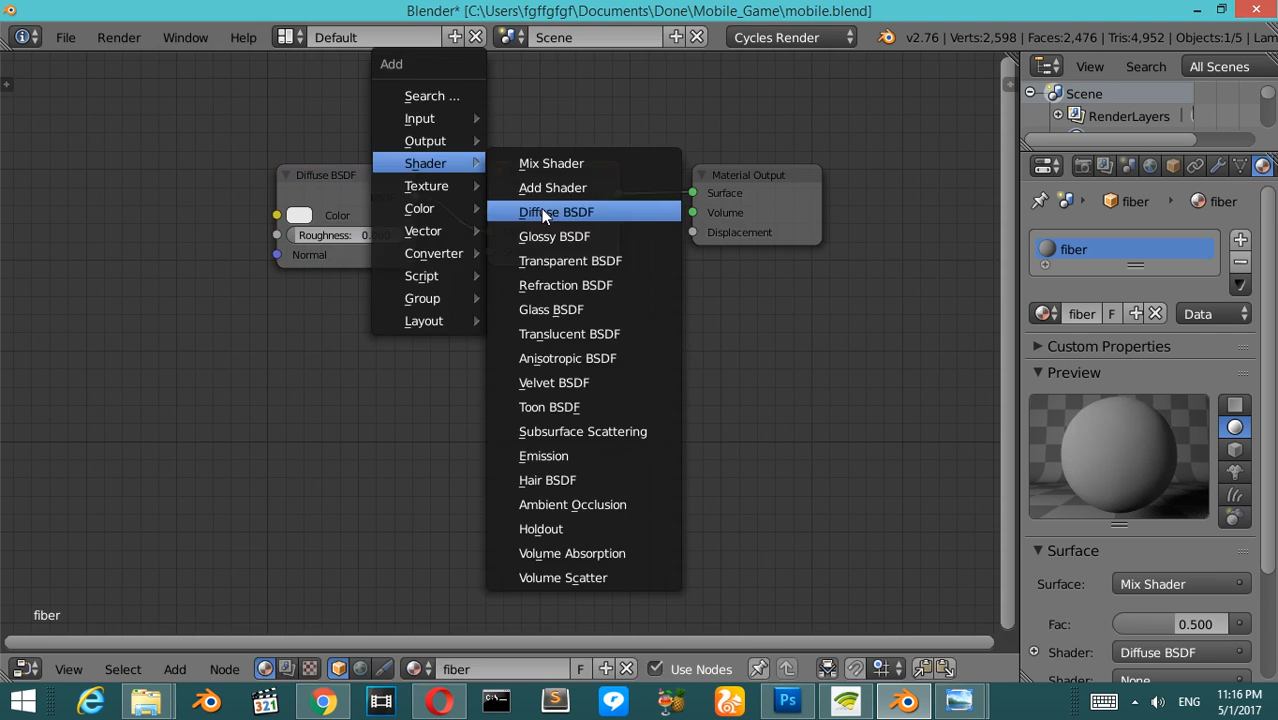 Blender* [C:\Users\fgffgfgf\Documents\Done\Mobile_Game\mobile.blend]
File Render Window Help Default Scene Cycles Render v2.76 | Verts:2,598 | Faces:2,476 | Tris:4,952 | Objects:1/5 | Lam
Add
Search ...
Input
Output
Shader
Texture
Color
Vector
Converter
Script
Group
Layout
Mix Shader
Add Shader
Diffuse BSDF
Glossy BSDF
Transparent BSDF
Refraction BSDF
Glass BSDF
Translucent BSDF
Anisotropic BSDF
Velvet BSDF
Toon BSDF
Subsurface Scattering
Emission
Hair BSDF
Ambient Occlusion
Holdout
Volume Absorption
Volume Scatter
Diffuse BSDF
Color
Roughness: 0.
Normal
Material Output
Surface
Volume
Displacement
fiber
View Select Add Node fiber F Use Nodes
View Search All Scenes
Scene
RenderLayers
fiber fiber
fiber
fiber F Data
Custom Properties
Preview
Surface
Surface: Mix Shader
Fac: 0.500
Shader: Diffuse BSDF
321 Ps ENG
11:16 PM
5/1/2017